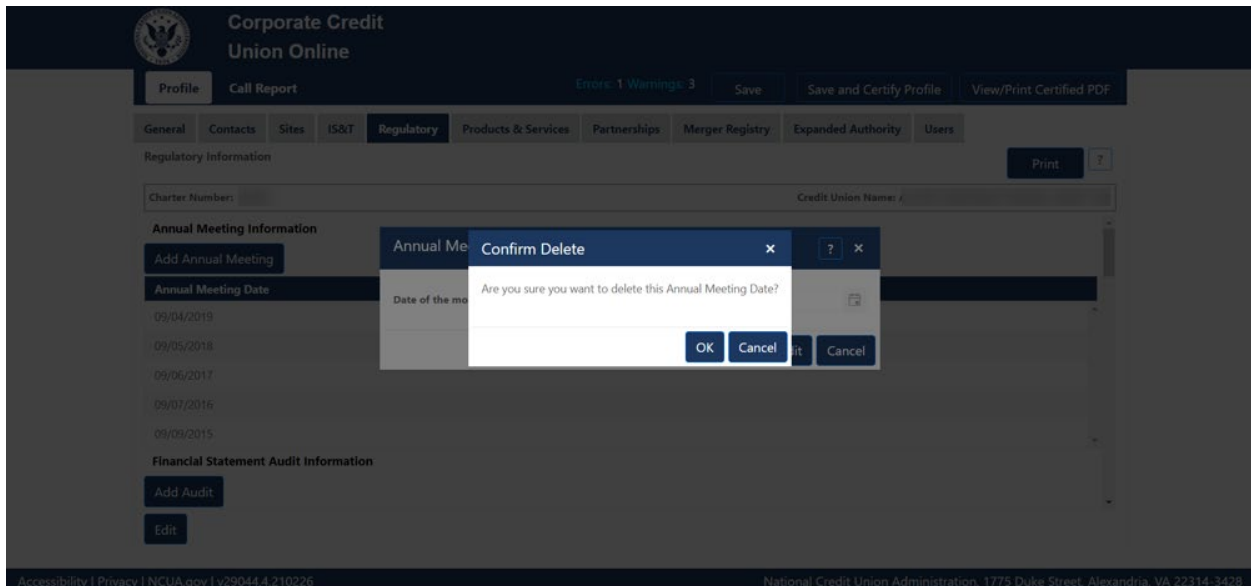 Corporate Credit
Union Online
Profile Call Report Errors: 1 Warnings: 3 Save Save and Certify Profile View/Print Certified PDF
General Contacts Sites IS&T Regulatory Products & Services Partnerships Merger Registry Expanded Authority Users
Regulatory Information Print ?
Charter Number: Credit Union Name:
Annual Meeting Information
Add Annual Meeting
Annual Me Confirm Delete × ? ×
Annual Meeting Date
Date of the mo Are you sure you want to delete this Annual Meeting Date?
09/04/2019
09/05/2018 OK Cancel dit Cancel
09/06/2017
09/07/2016
09/09/2015
Financial Statement Audit Information
Add Audit
Edit
Accessibility | Privacy | NCUA.gov | v29044.4.210226 National Credit Union Administration, 1775 Duke Street, Alexandria, VA 22314-3428